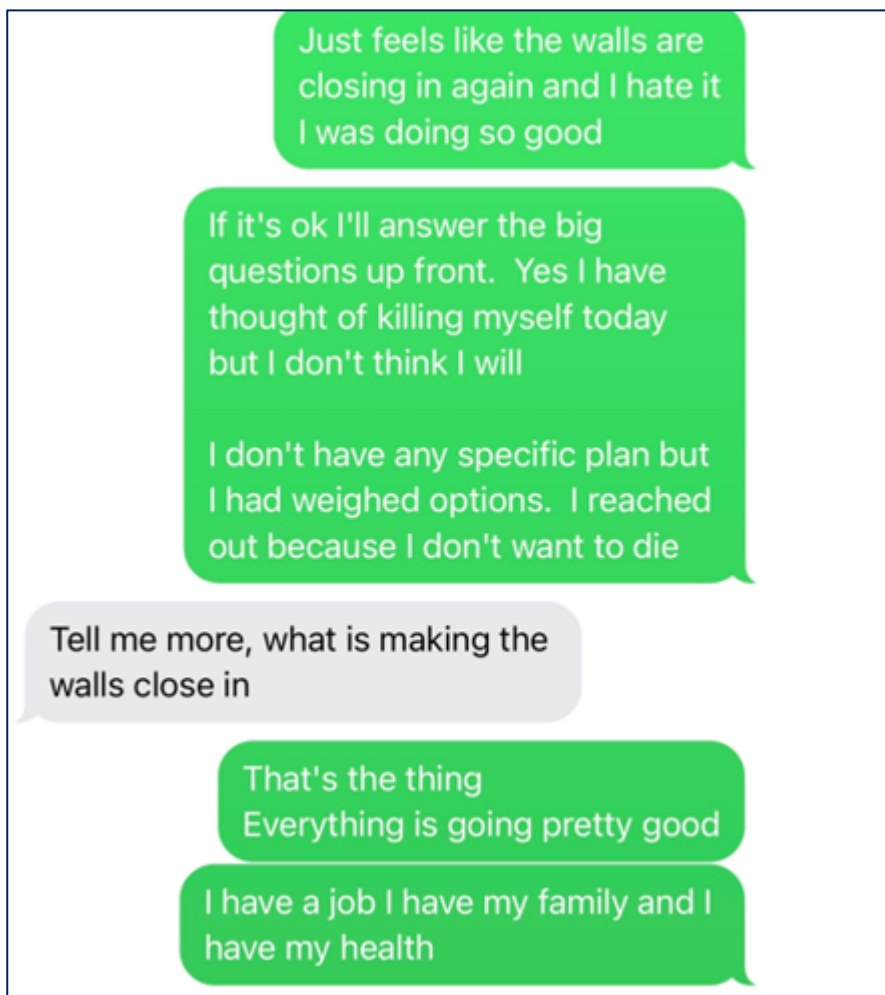 Just feels like the walls are
closing in again and I hate it
I was doing so good
If it's ok I'll answer the big
questions up front.  Yes I have
thought of killing myself today
but I don't think I will
I don't have any specific plan but
I had weighed options.  I reached
out because I don't want to die
Tell me more, what is making the
walls close in
That's the thing
Everything is going pretty good
I have a job I have my family and I
have my health